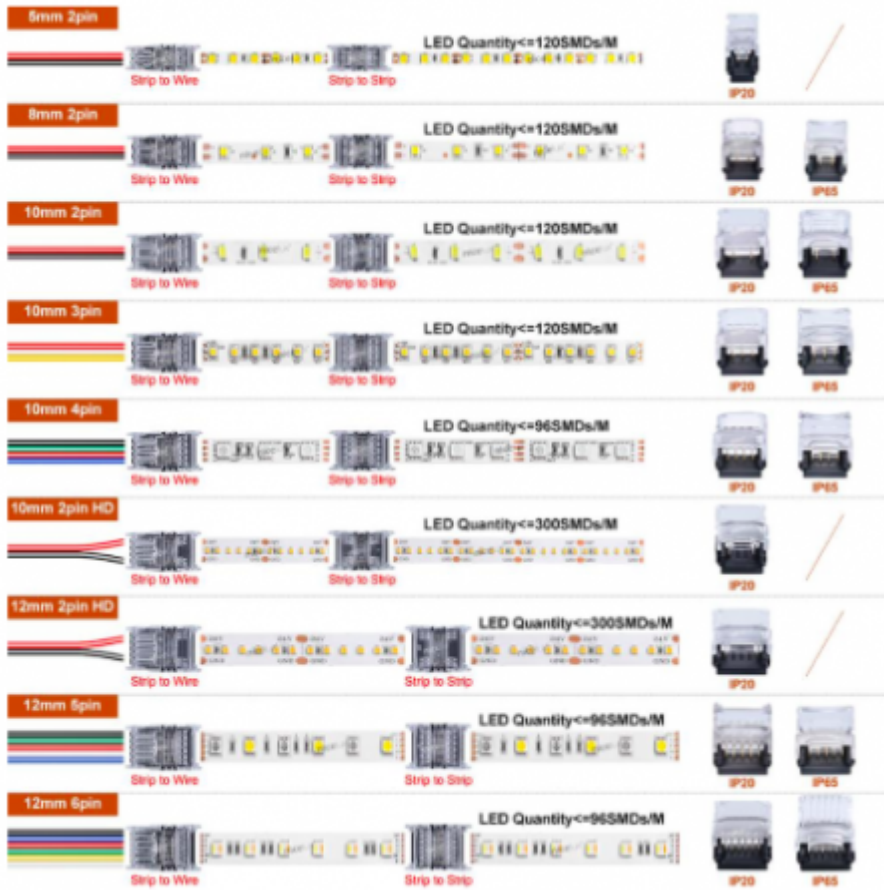 5mm 2pin
LED Quantity<=120SMDs/M
Strip to Wire
Strip to Strip
IP20
8mm 2pin
LED Quantity<=120SMDs/M
Strip to Wire
Strip to Strip
IP20
IP65
10mm 2pin
LED Quantity<=120SMDs/M
Strip to Wire
Strip to Strip
IP20
IP65
10mm 3pin
LED Quantity<=120SMDs/M
Strip to Wire
Strip to Strip
IP20
IP65
10mm 4pin
LED Quantity<=96SMDs/M
Strip to Wire
Strip to Strip
IP20
IP65
10mm 2pin HD
LED Quantity<=300SMDs/M
Strip to Wire
Strip to Strip
IP20
12mm 2pin HD
LED Quantity<=300SMDs/M
Strip to Wire
Strip to Strip
IP20
12mm 5pin
LED Quantity<=96SMDs/M
Strip to Wire
Strip to Strip
IP20
IP65
12mm 6pin
LED Quantity<=96SMDs/M
Strip to Wire
Strip to Strip
IP20
IP65